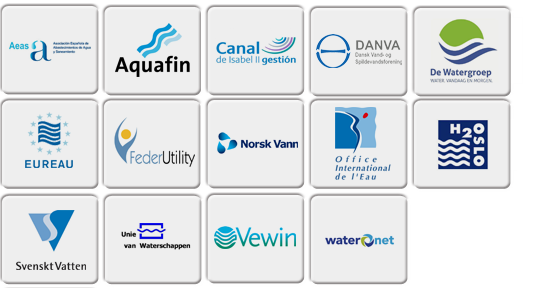 Aeas
a
Asociación Española de
Abastecimientos de Agua
y Saneamiento
Aquafin
Canal
de Isabel II gestión
DANVA
Dansk Vand- og
Spildevandsforening
De Watergroep
WATER. VANDAAG EN MORGEN.
EUREAU
FederUtility
Norsk Vann
Office
International
de l'Eau
H2O
OSLO
Svenskt Vatten
Unie
van Waterschappen
Vewin
waternet